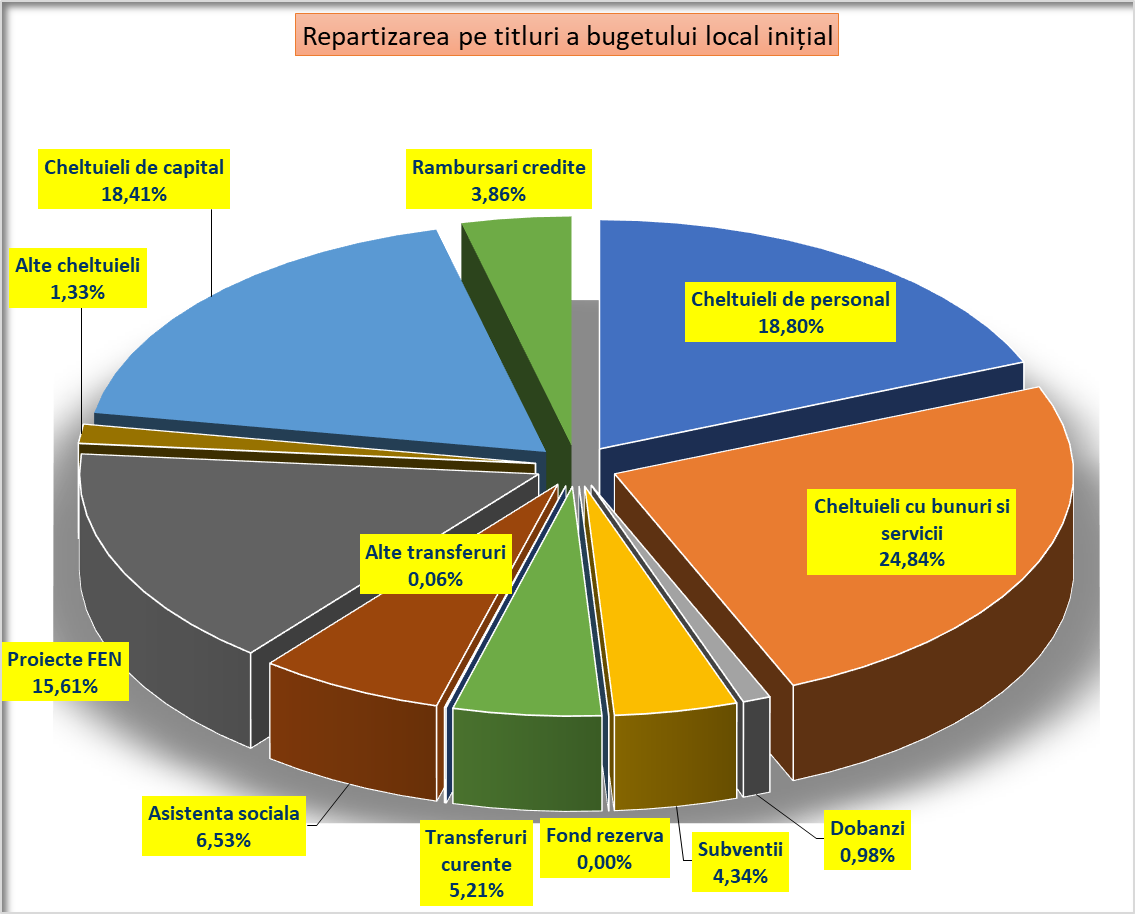 Repartizarea pe titluri a bugetului local inițial
Cheltuieli de capital
18,41%
Rambursari credite
3,86%
Alte cheltuieli
1,33%
Cheltuieli de personal
18,80%
Cheltuieli cu bunuri si
servicii
24,84%
Alte transferuri
0,06%
Proiecte FEN
15,61%
Asistenta sociala
6,53%
Transferuri
curente
5,21%
Fond rezerva
0,00%
Subventii
4,34%
Dobanzi
0,98%